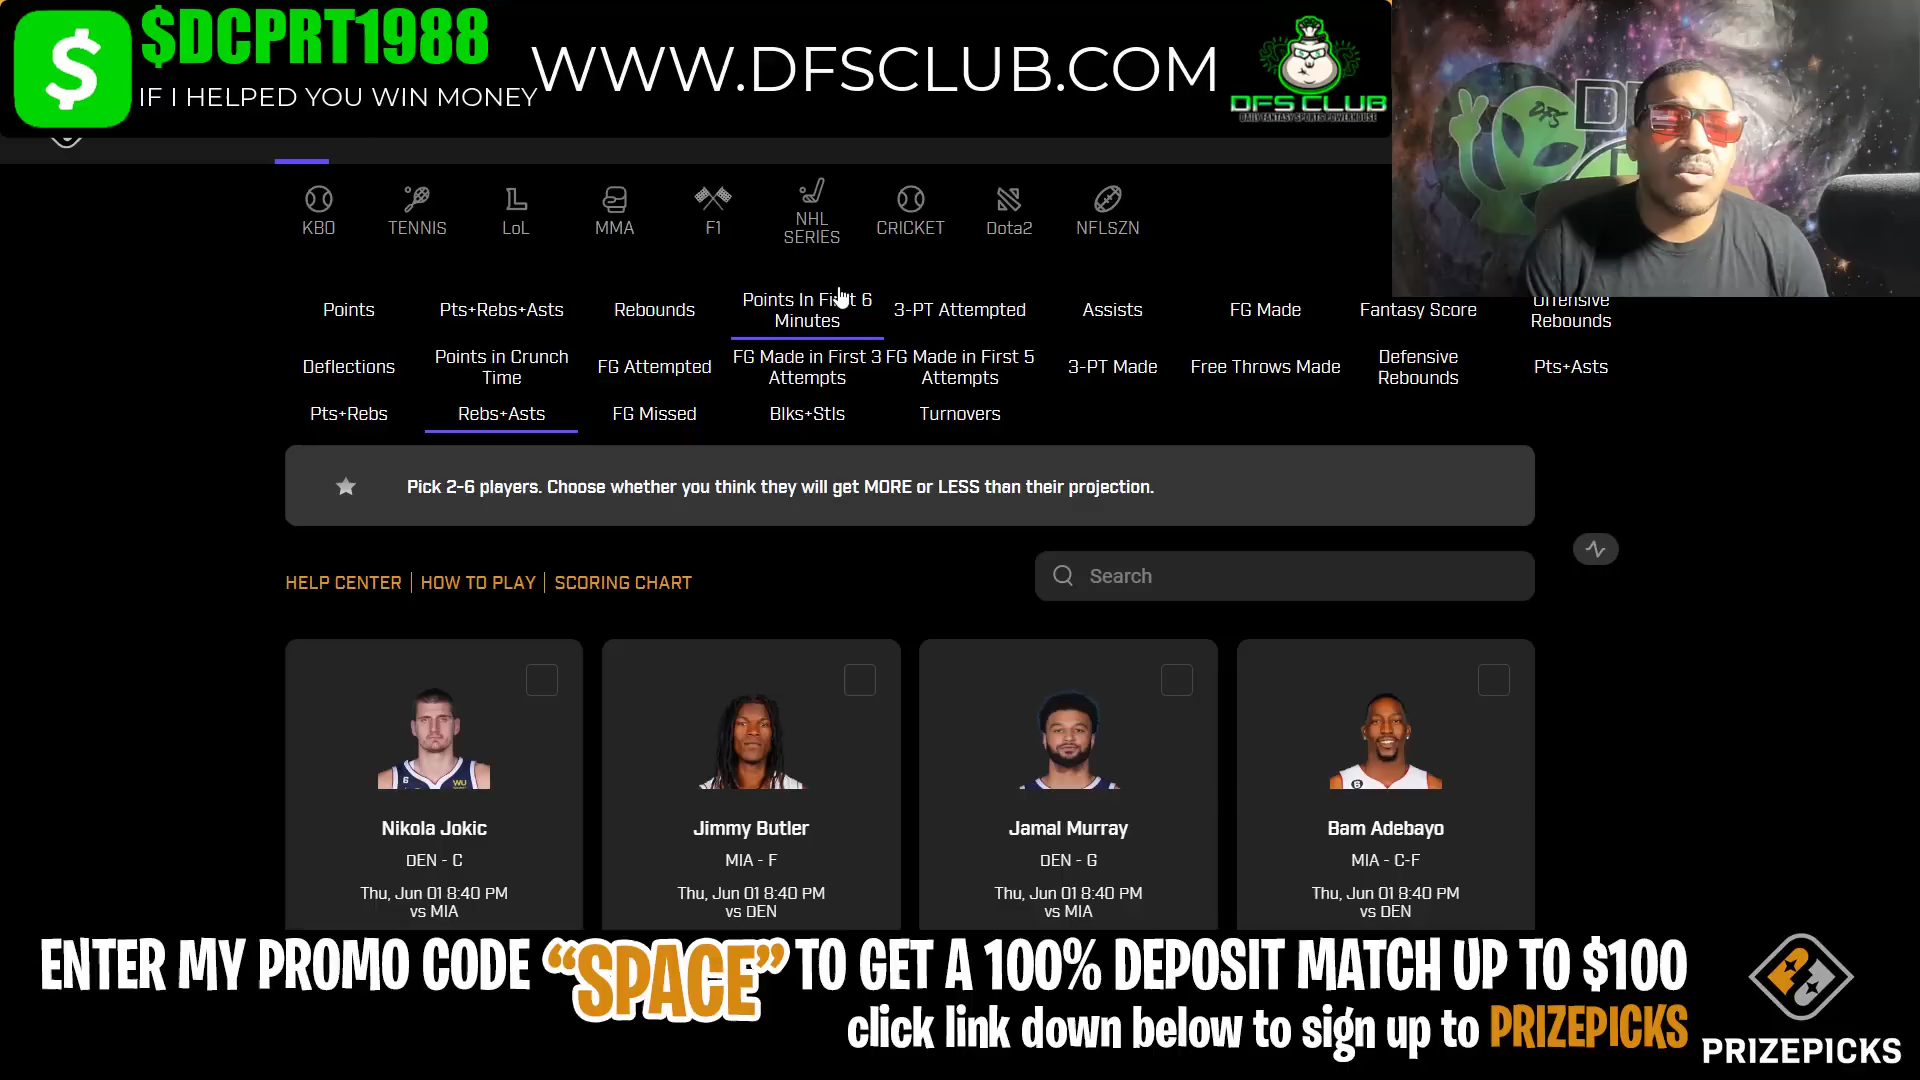 $DCPRT1988
IF I HELPED YOU WIN MONEY
WWW.DFSCLUB.COM
DFS CLUB
DAILY FANTASY SPORTS POWERHOUSE
KBO
TENNIS
LoL
MMA
F1
NHL
SERIES
CRICKET
Dota2
NFLSZN
Points
Pts+Rebs+Asts
Rebounds
Points In First 6
Minutes
3-PT Attempted
Assists
FG Made
Fantasy Score
Offensive
Rebounds
Deflections
Points in Crunch
Time
FG Attempted
FG Made in First 3
Attempts
FG Made in First 5
Attempts
3-PT Made
Free Throws Made
Defensive
Rebounds
Pts+Asts
Pts+Rebs
Rebs+Asts
FG Missed
Blks+Stls
Turnovers
Pick 2-6 players. Choose whether you think they will get MORE or LESS than their projection.
HELP CENTER | HOW TO PLAY | SCORING CHART
Search
Nikola Jokic
DEN - C
Thu, Jun 01 8:40 PM
vs MIA
Jimmy Butler
MIA - F
Thu, Jun 01 8:40 PM
vs DEN
Jamal Murray
DEN - G
Thu, Jun 01 8:40 PM
vs MIA
Bam Adebayo
MIA - C-F
Thu, Jun 01 8:40 PM
vs DEN
ENTER MY PROMO CODE “SPACE” TO GET A 100% DEPOSIT MATCH UP TO $100
click link down below to sign up to PRIZEPICKS
PRIZEPICKS